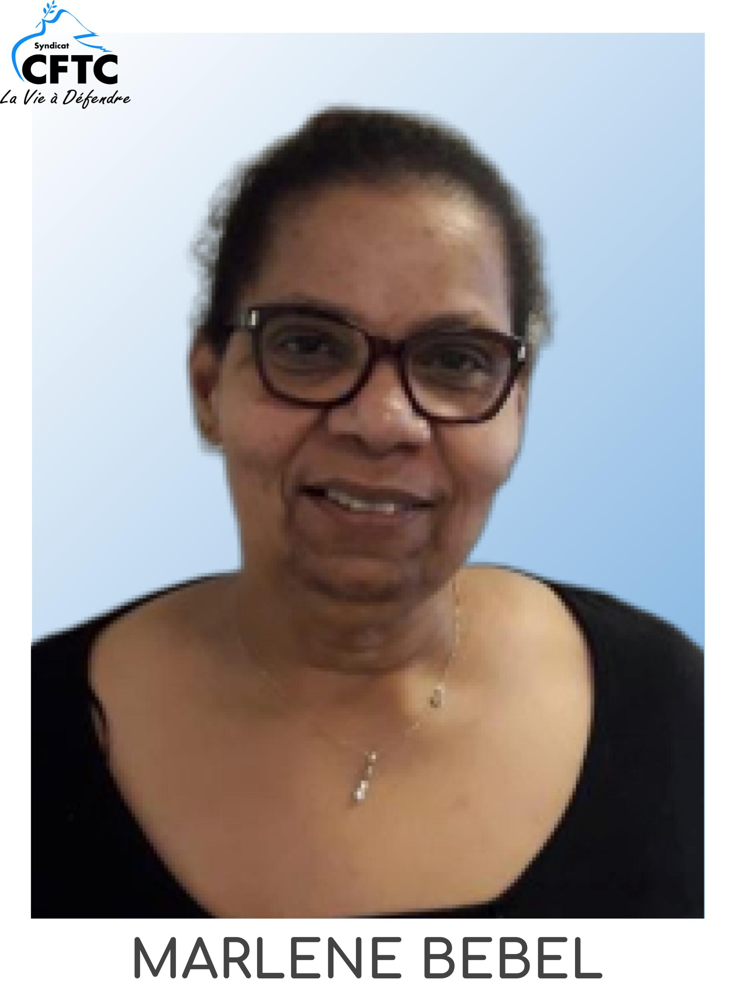 Syndicat
CFTC
La Vie à Défendre
MARLENE BEBEL